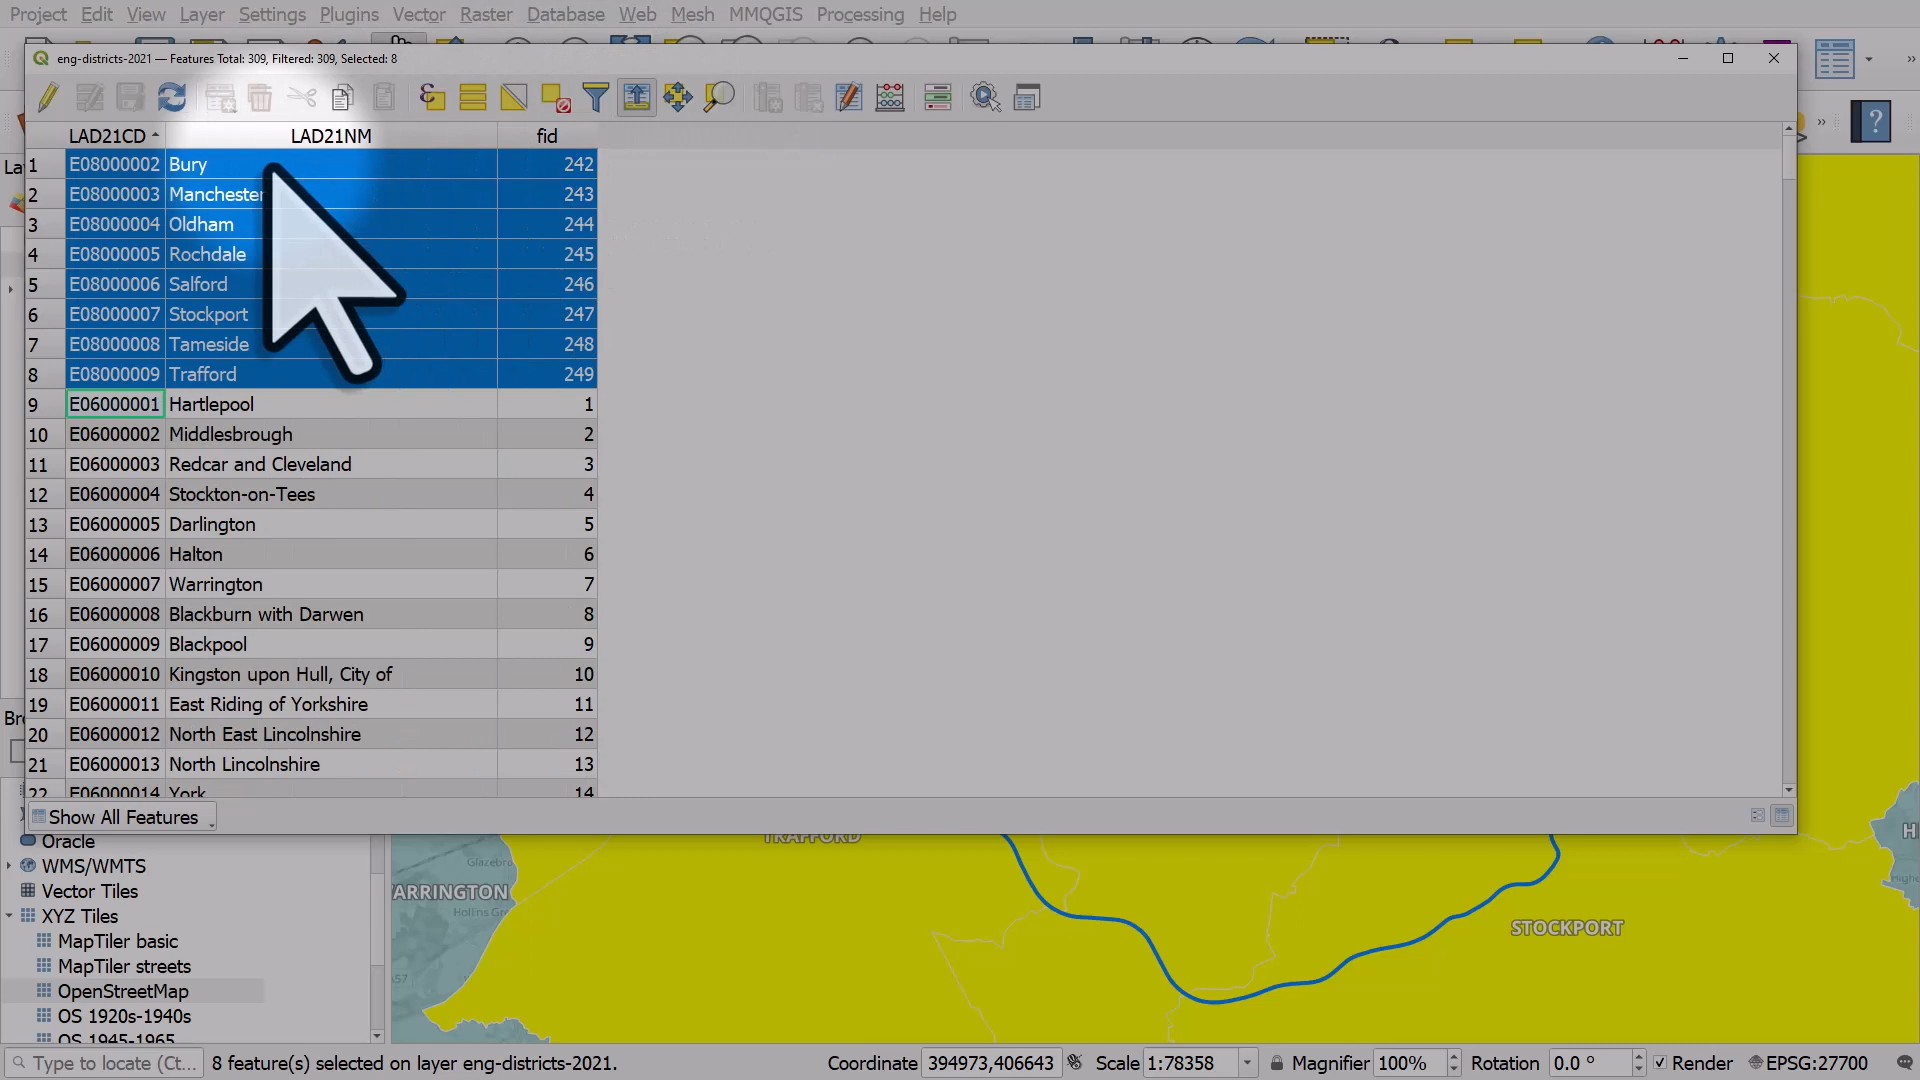 Project Edit View Layer Settings Plugins Vector Raster Database Web Mesh MMQGIS Processing Help
eng-districts-2021 — Features Total: 309, Filtered: 309, Selected: 8
LAD21CD LAD21NM fid
1 E08000002 Bury 242
2 E08000003 Manchester 243
3 E08000004 Oldham 244
4 E08000005 Rochdale 245
5 E08000006 Salford 246
6 E08000007 Stockport 247
7 E08000008 Tameside 248
8 E08000009 Trafford 249
9 E06000001 Hartlepool 1
10 E06000002 Middlesbrough 2
11 E06000003 Redcar and Cleveland 3
12 E06000004 Stockton-on-Tees 4
13 E06000005 Darlington 5
14 E06000006 Halton 6
15 E06000007 Warrington 7
16 E06000008 Blackburn with Darwen 8
17 E06000009 Blackpool 9
18 E06000010 Kingston upon Hull, City of 10
19 E06000011 East Riding of Yorkshire 11
20 E06000012 North East Lincolnshire 12
21 E06000013 North Lincolnshire 13
22 E06000014 York 14
Show All Features
Oracle
WMS/WMTS
Vector Tiles
XYZ Tiles
MapTiler basic
MapTiler streets
OpenStreetMap
OS 1920s-1940s
OS 1945-1965
TRAFFORD
Glazebro
WARRINGTON
Hollins Gr
STOCKPORT
Type to locate (Ct... 8 feature(s) selected on layer eng-districts-2021. Coordinate 394973,406643 Scale 1:78358 Magnifier 100% Rotation 0.0 ° Render EPSG:27700